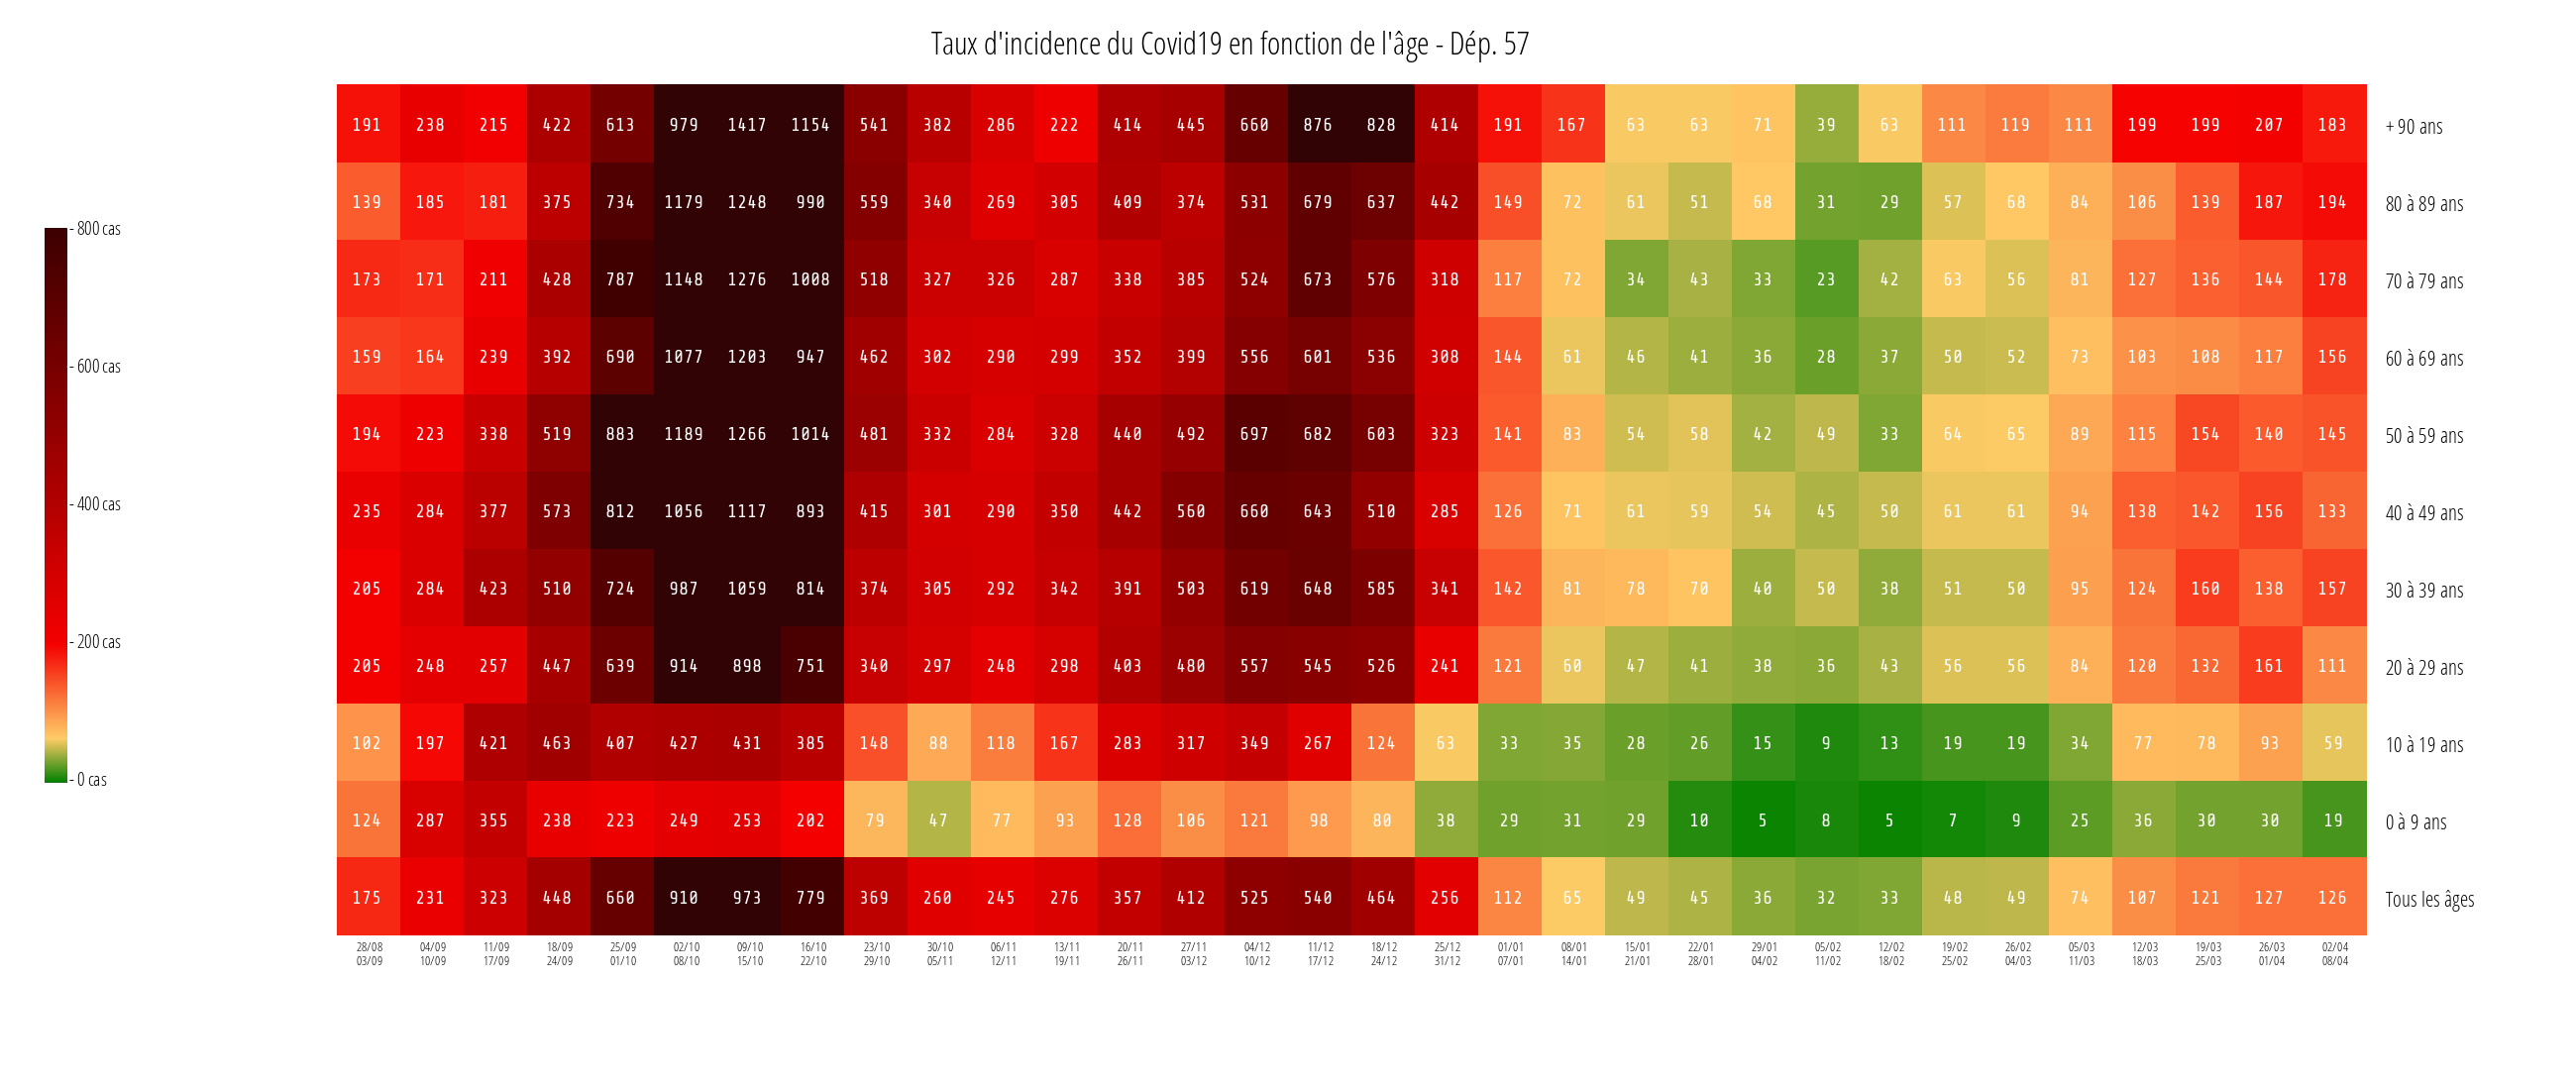 Taux d'incidence du Covid19 en fonction de l'âge - Dép. 57
191 238 215 422 613 979 1417 1154 541 382 286 222 414 445 660 876 828 414 191 167 63 63 71 39 63 111 119 111 199 199 207 183 + 90 ans
139 185 181 375 734 1179 1248 990 559 340 269 305 409 374 531 679 637 442 149 72 61 51 68 31 29 57 68 84 106 139 187 194 80 à 89 ans
- 800 cas
173 171 211 428 787 1148 1276 1008 518 327 326 287 338 385 524 673 576 318 117 72 34 43 33 23 42 63 56 81 127 136 144 178 70 à 79 ans
159 164 239 392 690 1077 1203 947 462 302 290 299 352 399 556 601 536 308 144 61 46 41 36 28 37 50 52 73 103 108 117 156 60 à 69 ans
- 600 cas
194 223 338 519 883 1189 1266 1014 481 332 284 328 440 492 697 682 603 323 141 83 54 58 42 49 33 64 65 89 115 154 140 145 50 à 59 ans
- 400 cas
235 284 377 573 812 1056 1117 893 415 301 290 350 442 560 660 643 510 285 126 71 61 59 54 45 50 61 61 94 138 142 156 133 40 à 49 ans
205 284 423 510 724 987 1059 814 374 305 292 342 391 503 619 648 585 341 142 81 78 70 40 50 38 51 50 95 124 160 138 157 30 à 39 ans
- 200 cas
205 248 257 447 639 914 898 751 340 297 248 298 403 480 557 545 526 241 121 60 47 41 38 36 43 56 56 84 120 132 161 111 20 à 29 ans
102 197 421 463 407 427 431 385 148 88 118 167 283 317 349 267 124 63 33 35 28 26 15 9 13 19 19 34 77 78 93 59 10 à 19 ans
- 0 cas
124 287 355 238 223 249 253 202 79 47 77 93 128 106 121 98 80 38 29 31 29 10 5 8 5 7 9 25 36 30 30 19 0 à 9 ans
175 231 323 448 660 910 973 779 369 260 245 276 357 412 525 540 464 256 112 65 49 45 36 32 33 48 49 74 107 121 127 126 Tous les âges
28/08 04/09 11/09 18/09 25/09 02/10 09/10 16/10 23/10 30/10 06/11 13/11 20/11 27/11 04/12 11/12 18/12 25/12 01/01 08/01 15/01 22/01 29/01 05/02 12/02 19/02 26/02 05/03 12/03 19/03 26/03 02/04
03/09 10/09 17/09 24/09 01/10 08/10 15/10 22/10 29/10 05/11 12/11 19/11 26/11 03/12 10/12 17/12 24/12 31/12 07/01 14/01 21/01 28/01 04/02 11/02 18/02 25/02 04/03 11/03 18/03 25/03 01/04 08/04